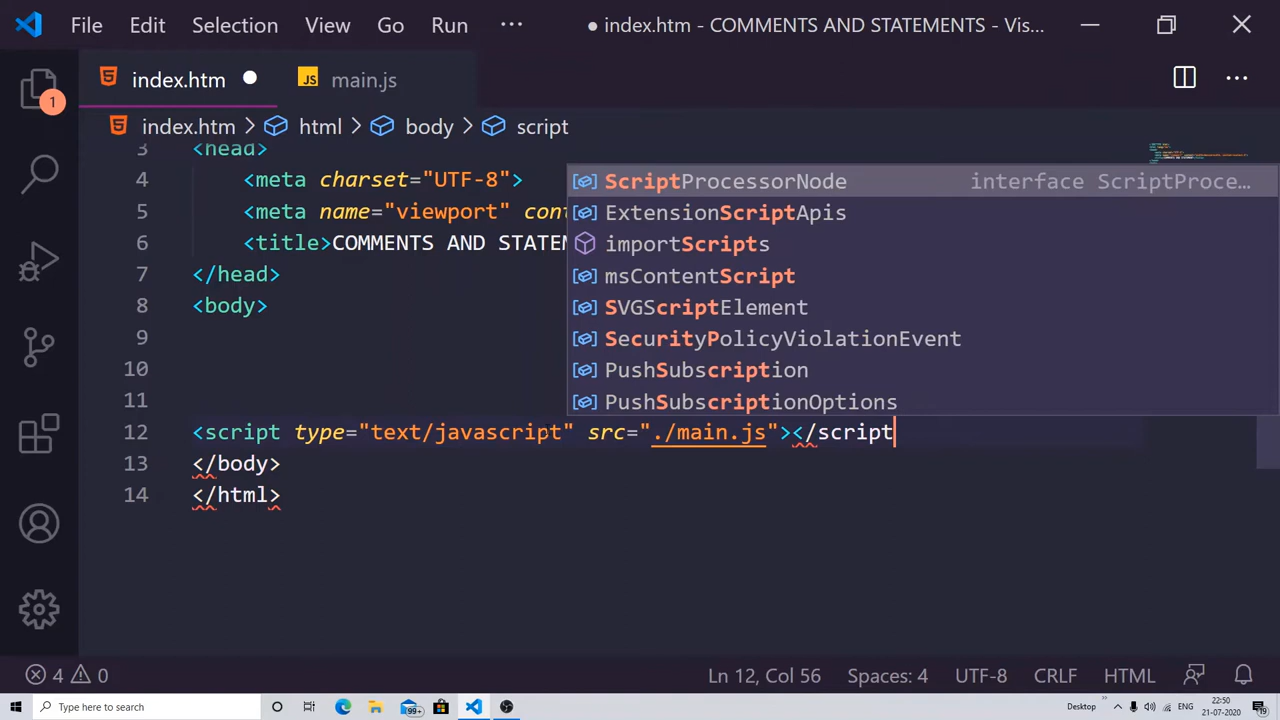 File Edit Selection View Go Run ··· ● index.htm - COMMENTS AND STATEMENTS - Vis...
index.htm main.js
index.htm > html > body > script
1
3 <head>
4 <meta charset="UTF-8">
5 <meta name="viewport" cont
6 <title>COMMENTS AND STATEM
7 </head>
8 <body>
9
10
11
12 <script type="text/javascript" src="./main.js"></script
13 </body>
14 </html>
ScriptProcessorNode interface ScriptProce...
ExtensionScriptApis
importScripts
msContentScript
SVGScriptElement
SecurityPolicyViolationEvent
PushSubscription
PushSubscriptionOptions
4 0 Ln 12, Col 56 Spaces: 4 UTF-8 CRLF HTML
Type here to search 99+ Desktop ENG 22:50
21-07-2020 19